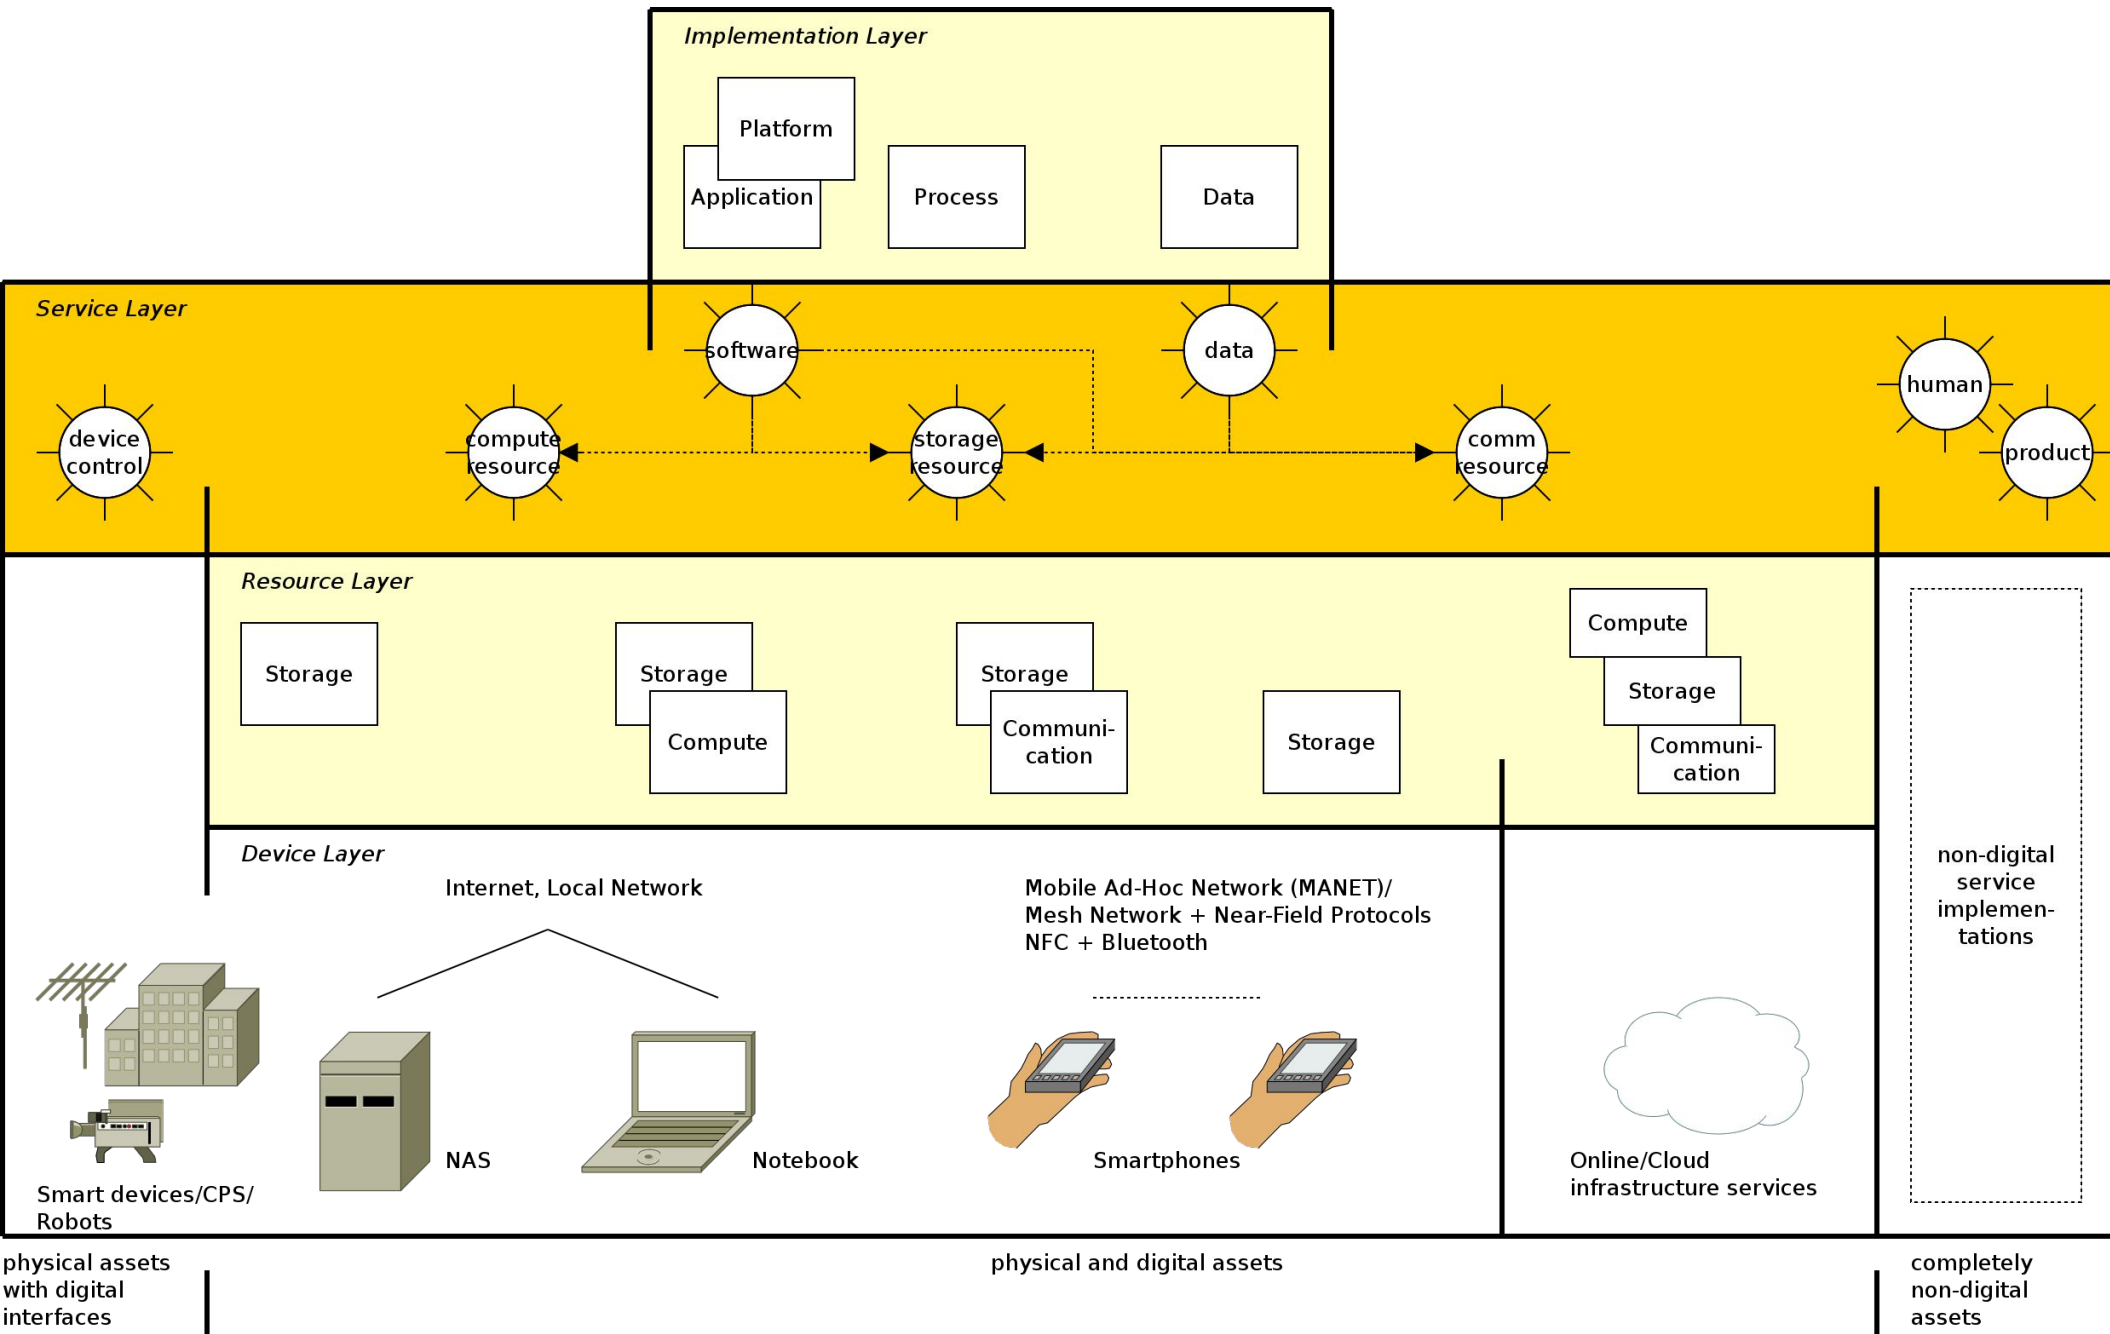 Implementation Layer
Platform
Application
Process
Data
Service Layer
software
data
human
device
control
compute
resource
storage
resource
comm
resource
product
Resource Layer
Storage
Storage
Compute
Storage
Communi-
cation
Storage
Compute
Storage
Communi-
cation
Device Layer
Internet, Local Network
Mobile Ad-Hoc Network (MANET)/
Mesh Network + Near-Field Protocols
NFC + Bluetooth
non-digital
service
implemen-
tations
NAS
Notebook
Smartphones
Online/Cloud
infrastructure services
Smart devices/CPS/
Robots
physical assets
with digital
interfaces
physical and digital assets
completely
non-digital
assets